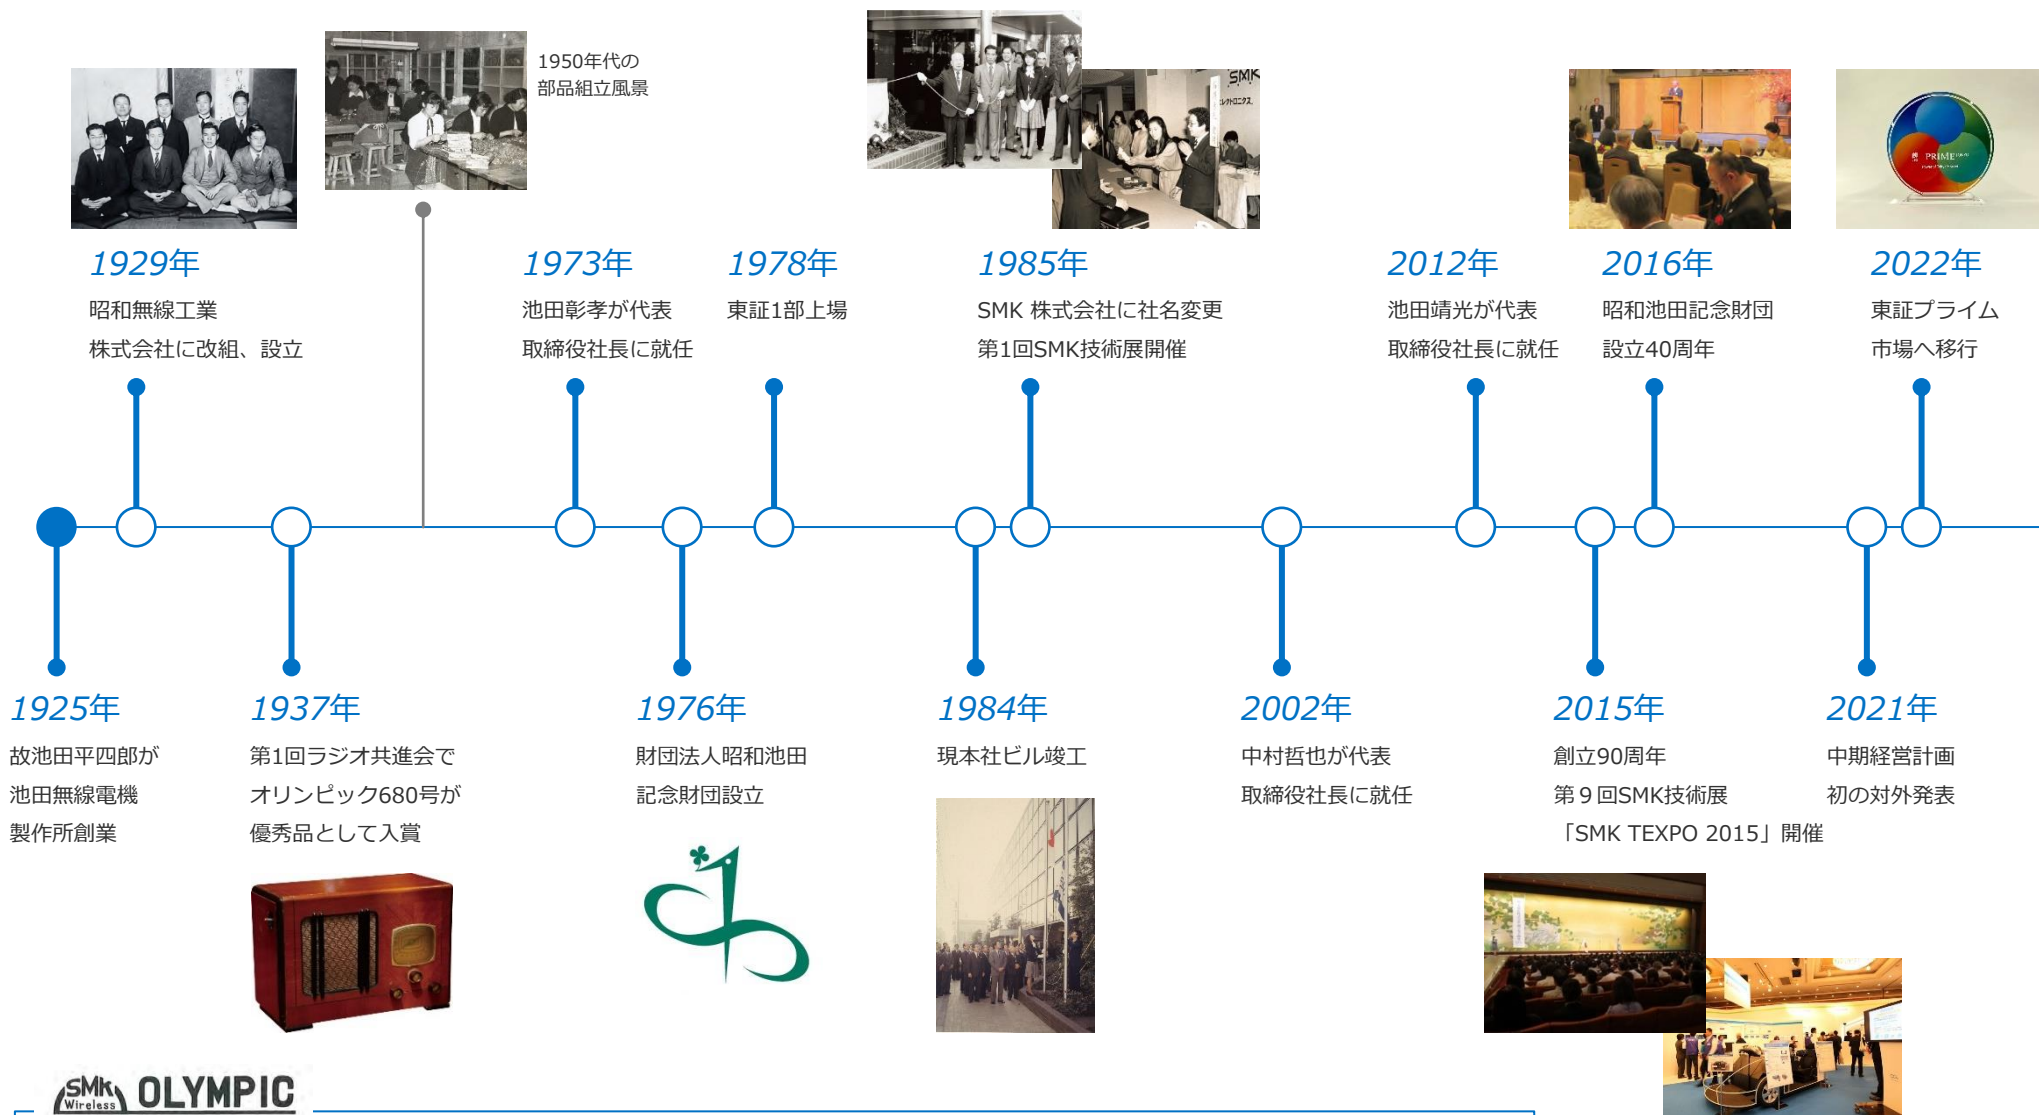 1950年代の
部品組立風景
SMK
エレクトロニクス
PRIME
1929年
昭和無線工業
株式会社に改組、設立
1973年
池田彰孝が代表
取締役社長に就任
1978年
東証1部上場
1985年
SMK 株式会社に社名変更
第1回SMK技術展開催
2012年
池田靖光が代表
取締役社長に就任
2016年
昭和池田記念財団
設立40周年
2022年
東証プライム
市場へ移行
1925年
故池田平四郎が
池田無線電機
製作所創業
1937年
第1回ラジオ共進会で
オリンピック680号が
優秀品として入賞
1976年
財団法人昭和池田
記念財団設立
1984年
現本社ビル竣工
2002年
中村哲也が代表
取締役社長に就任
2015年
創立90周年
第９回SMK技術展
「SMK TEXPO 2015」開催
2021年
中期経営計画
初の対外発表
SMK
Wireless
OLYMPIC